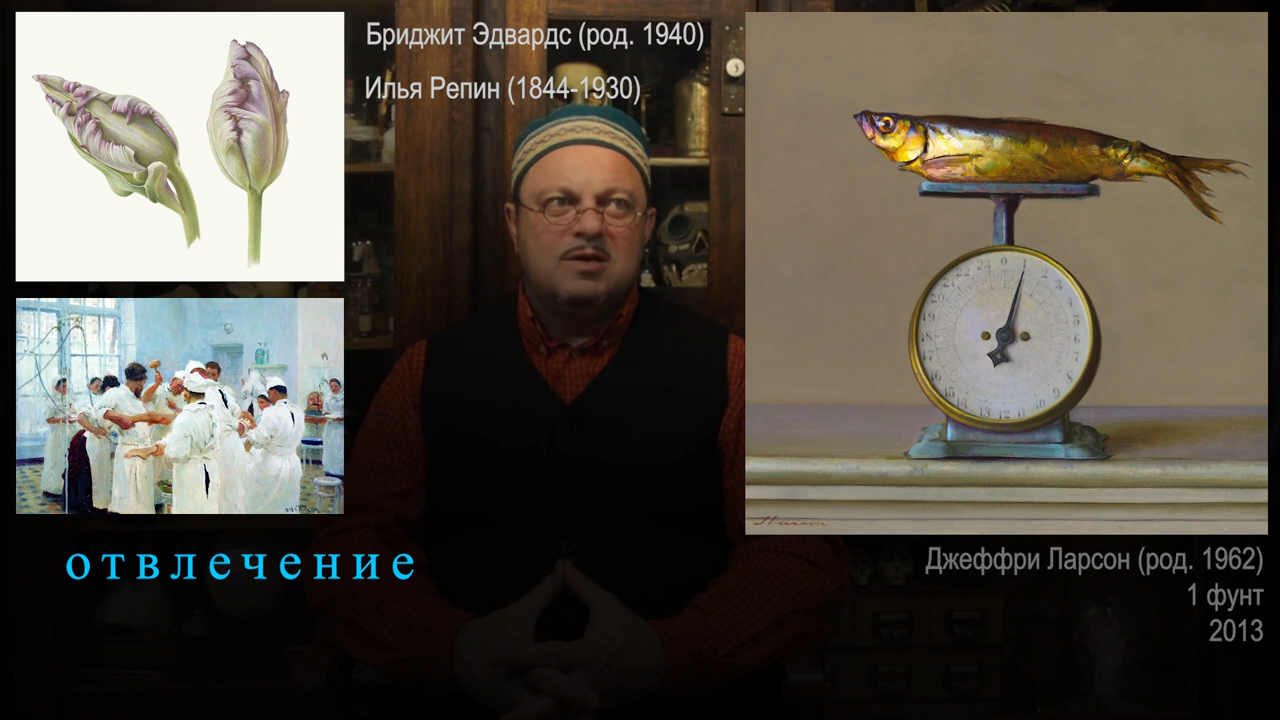 Бриджит Эдвардс (род. 1940)
Илья Репин (1844-1930)
отвлечение
Джеффри Ларсон (род. 1962)
1 фунт
2013